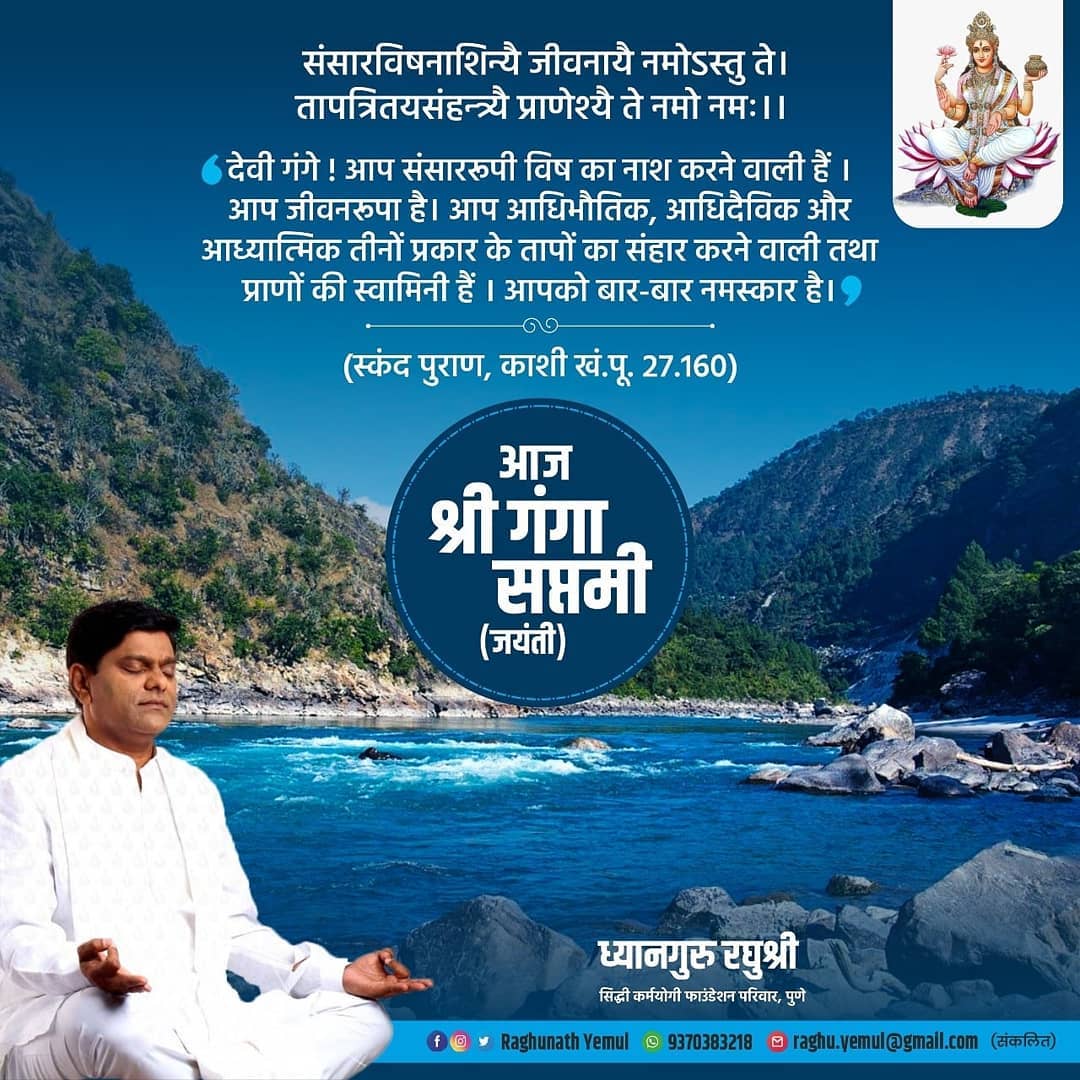 संसारविषनाशिन्यै जीवनायै नमोऽस्तु ते।
तापत्रितयसंहन्त्र्यै प्राणेश्यै ते नमो नमः।।
❛देवी गंगे ! आप संसाररूपी विष का नाश करने वाली हैं ।
आप जीवनरूपा है। आप आधिभौतिक, आधिदैविक और
आध्यात्मिक तीनों प्रकार के तापों का संहार करने वाली तथा
प्राणों की स्वामिनी हैं । आपको बार-बार नमस्कार है।❜
(स्कंद पुराण, काशी खं.पू. 27.160)
आज
श्री गंगा
सप्तमी
(जयंती)
ध्यानगुरु रघुश्री
सिद्धी कर्मयोगी फाउंडेशन परिवार, पुणे
Raghunath Yemul 9370383218 raghu.yemul@gmail.com (संकलित)